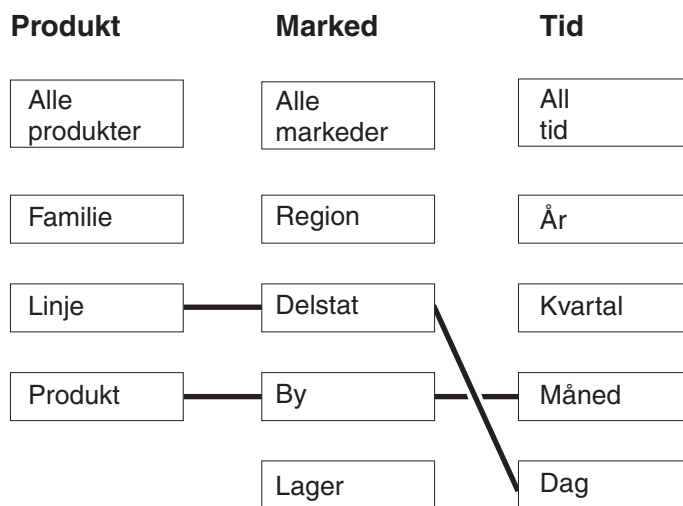 Produkt Marked Tid
Alle
produkter
Alle
markeder
All
tid
Familie Region År
Linje Delstat Kvartal
Produkt By Måned
Lager Dag